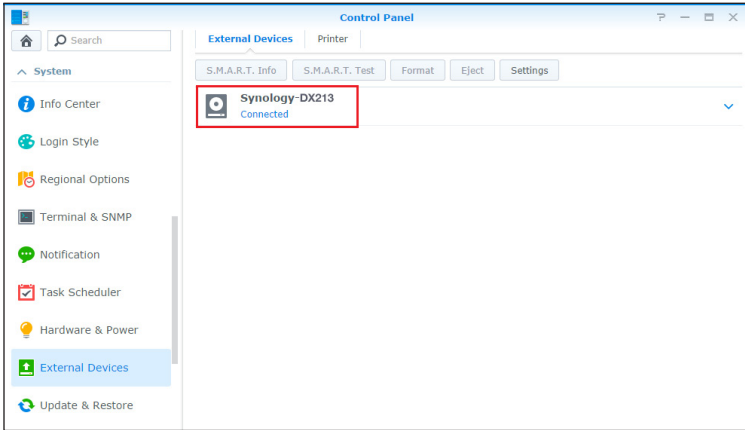 Control Panel
Search
System
Info Center
Login Style
Regional Options
Terminal & SNMP
Notification
Task Scheduler
Hardware & Power
External Devices
Update & Restore
External Devices Printer
S.M.A.R.T. Info S.M.A.R.T. Test Format Eject Settings
Synology-DX213
Connected